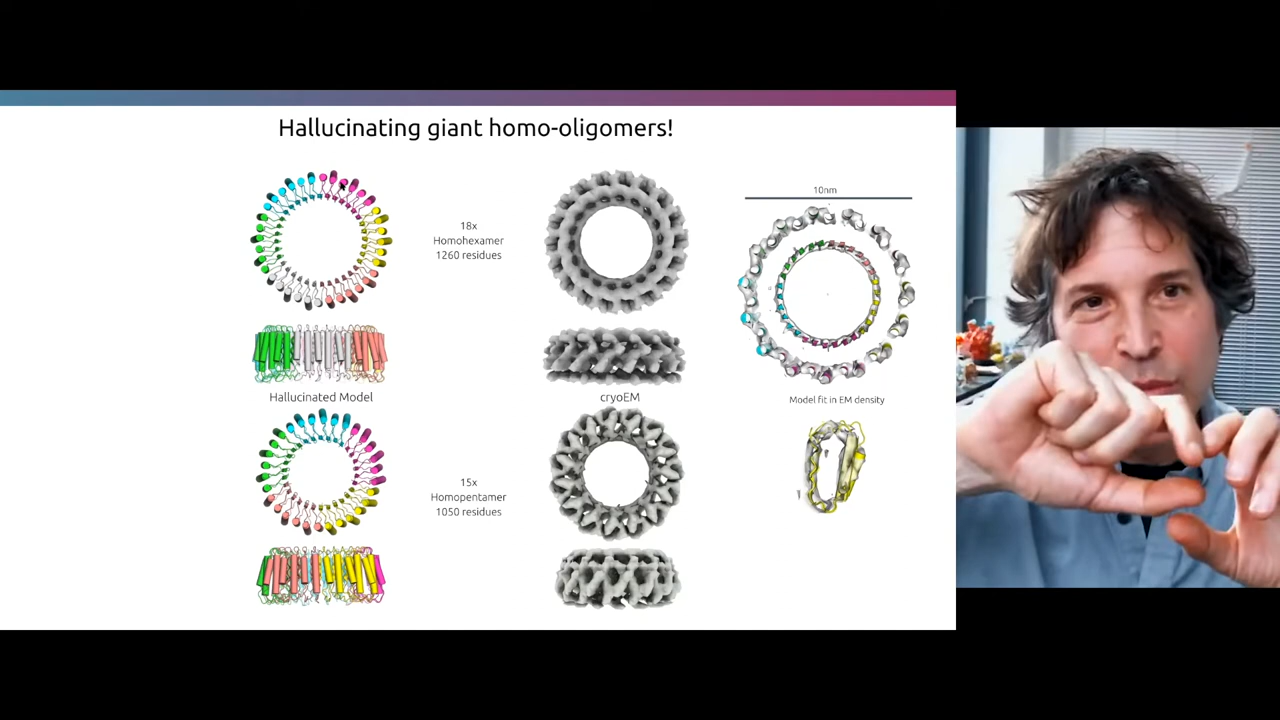 Hallucinating giant homo-oligomers!
18x
Homohexamer
1260 residues
10nm
Hallucinated Model
cryoEM
Model fit in EM density
15x
Homopentamer
1050 residues